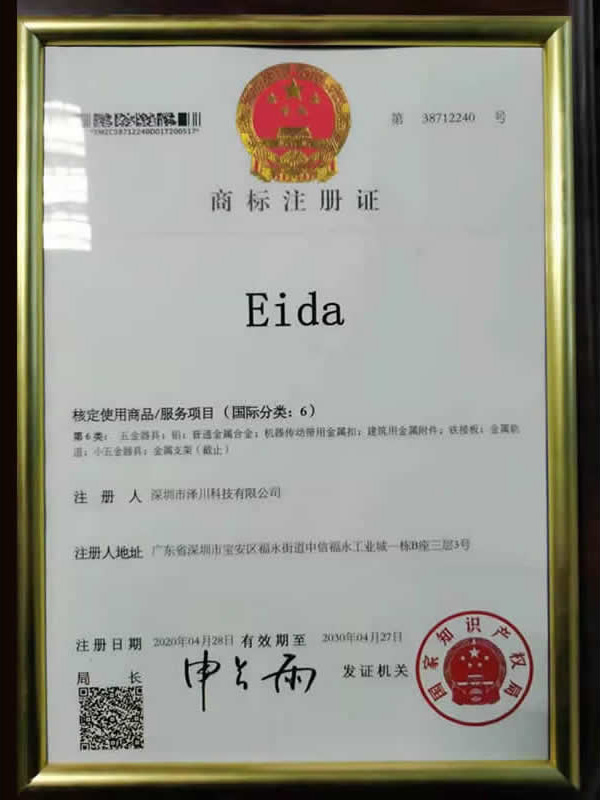 第 38712240 号
*TMZC38712240D01T200517*
商标注册证
Eida
核定使用商品/服务项目（国际分类：6）
第6类：五金器具；铅；普通金属合金；机器传动带用金属扣；建筑用金属附件；铁接板；金属轨
道；小五金器具；金属支架（截止）
注册人 深圳市泽川科技有限公司
注册人地址 广东省深圳市宝安区福永街道中信福永工业城一栋B座三层3号
注册日期 2020年04月28日 有效期至 2030年04月27日
局长 申长雨 发证机关
国家知识产权局